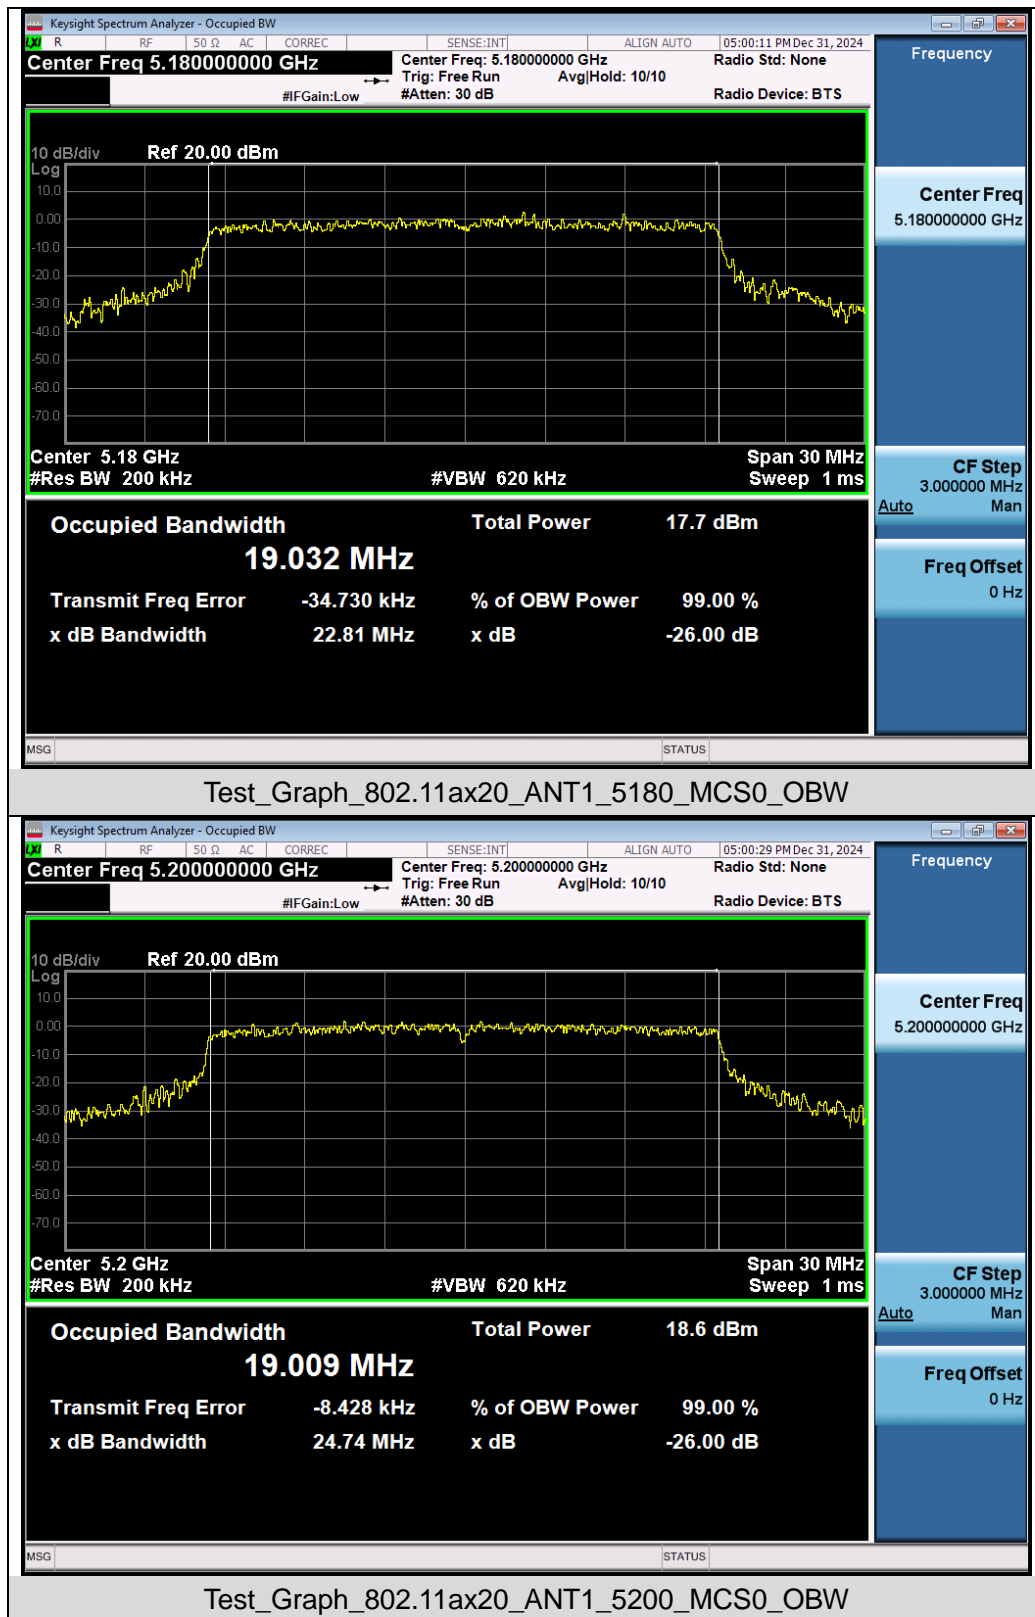 Keysight Spectrum Analyzer - Occupied BW
LXI R RF 50 Ω AC CORREC SENSE:INT ALIGN AUTO 05:00:11 PM Dec 31, 2024
Center Freq 5.180000000 GHz
Center Freq: 5.180000000 GHz Radio Std: None
Trig: Free Run Avg|Hold: 10/10
#IFGain:Low #Atten: 30 dB Radio Device: BTS
Frequency
10 dB/div Ref 20.00 dBm
Log
10.0
0.00
-10.0
-20.0
-30.0
-40.0
-50.0
-60.0
-70.0
Center 5.18 GHz Span 30 MHz
#Res BW 200 kHz #VBW 620 kHz Sweep 1 ms
Center Freq
5.180000000 GHz
CF Step
3.000000 MHz
Auto Man
Freq Offset
0 Hz
Occupied Bandwidth Total Power 17.7 dBm
19.032 MHz
Transmit Freq Error -34.730 kHz % of OBW Power 99.00 %
x dB Bandwidth 22.81 MHz x dB -26.00 dB
MSG STATUS
Test_Graph_802.11ax20_ANT1_5180_MCS0_OBW
Keysight Spectrum Analyzer - Occupied BW
LXI R RF 50 Ω AC CORREC SENSE:INT ALIGN AUTO 05:00:29 PM Dec 31, 2024
Center Freq 5.200000000 GHz
Center Freq: 5.200000000 GHz Radio Std: None
Trig: Free Run Avg|Hold: 10/10
#IFGain:Low #Atten: 30 dB Radio Device: BTS
Frequency
10 dB/div Ref 20.00 dBm
Log
10.0
0.00
-10.0
-20.0
-30.0
-40.0
-50.0
-60.0
-70.0
Center 5.2 GHz Span 30 MHz
#Res BW 200 kHz #VBW 620 kHz Sweep 1 ms
Center Freq
5.200000000 GHz
CF Step
3.000000 MHz
Auto Man
Freq Offset
0 Hz
Occupied Bandwidth Total Power 18.6 dBm
19.009 MHz
Transmit Freq Error -8.428 kHz % of OBW Power 99.00 %
x dB Bandwidth 24.74 MHz x dB -26.00 dB
MSG STATUS
Test_Graph_802.11ax20_ANT1_5200_MCS0_OBW